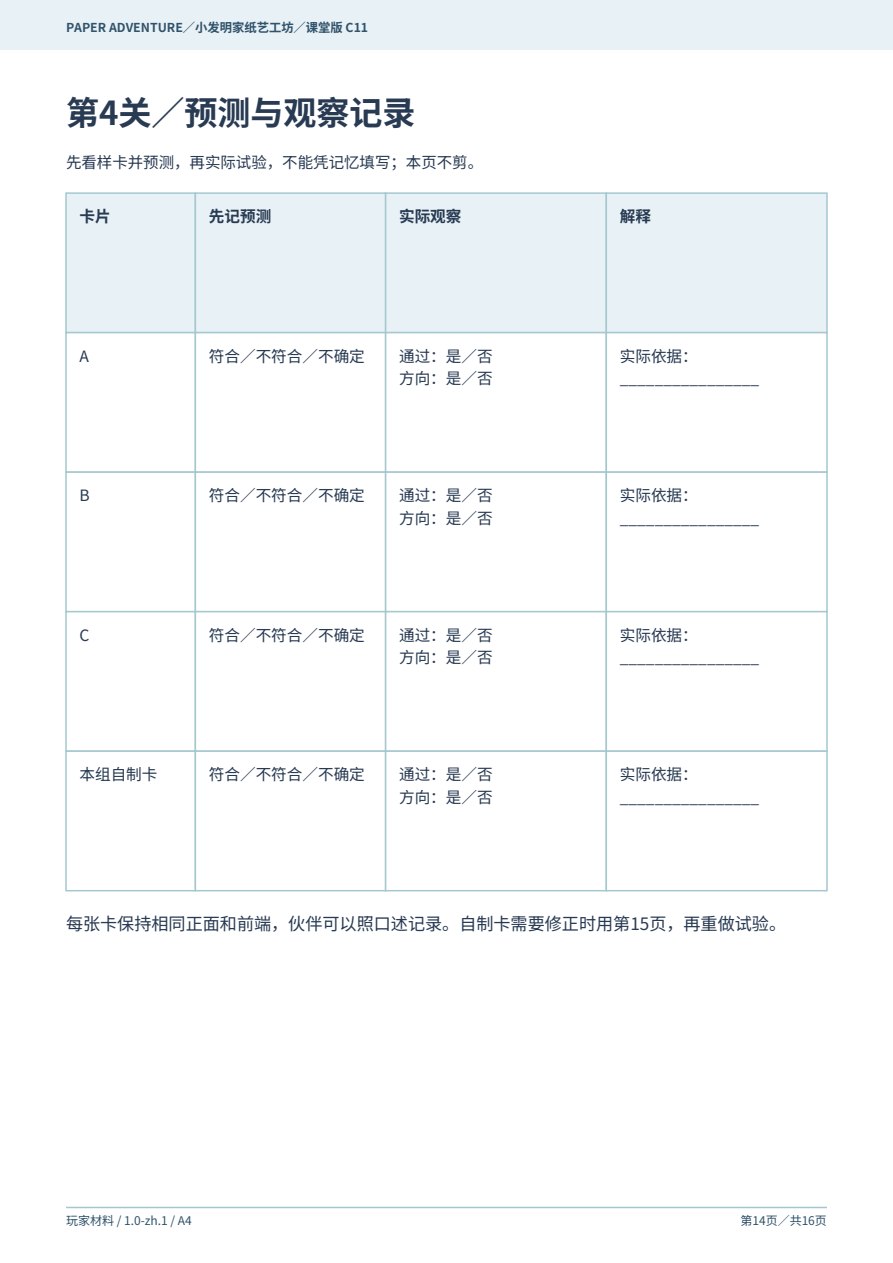 PAPER ADVENTURE／小发明家纸艺工坊／课堂版 C11
第4关／预测与观察记录
先看样卡并预测，再实际试验，不能凭记忆填写；本页不剪。
卡片 先记预测 实际观察 解释
A 符合／不符合／不确定 通过：是／否 实际依据：
方向：是／否 ________________
B 符合／不符合／不确定 通过：是／否 实际依据：
方向：是／否 ________________
C 符合／不符合／不确定 通过：是／否 实际依据：
方向：是／否 ________________
本组自制卡 符合／不符合／不确定 通过：是／否 实际依据：
方向：是／否 ________________
每张卡保持相同正面和前端，伙伴可以照口述记录。自制卡需要修正时用第15页，再重做试验。
玩家材料 / 1.0-zh.1 / A4 第14页／共16页